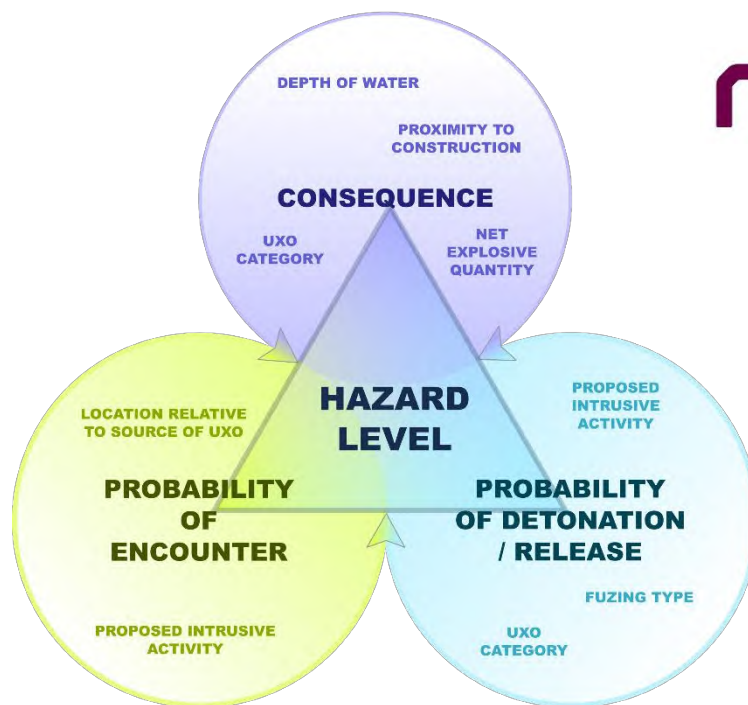 DEPTH OF WATER
PROXIMITY TO
CONSTRUCTION
CONSEQUENCE
UXO
CATEGORY
NET
EXPLOSIVE
QUANTITY
HAZARD
LEVEL
LOCATION RELATIVE
TO SOURCE OF UXO
PROBABILITY
OF
ENCOUNTER
PROPOSED INTRUSIVE
ACTIVITY
PROPOSED
INTRUSIVE
ACTIVITY
PROBABILITY
OF DETONATION
/ RELEASE
FUZING TYPE
UXO
CATEGORY